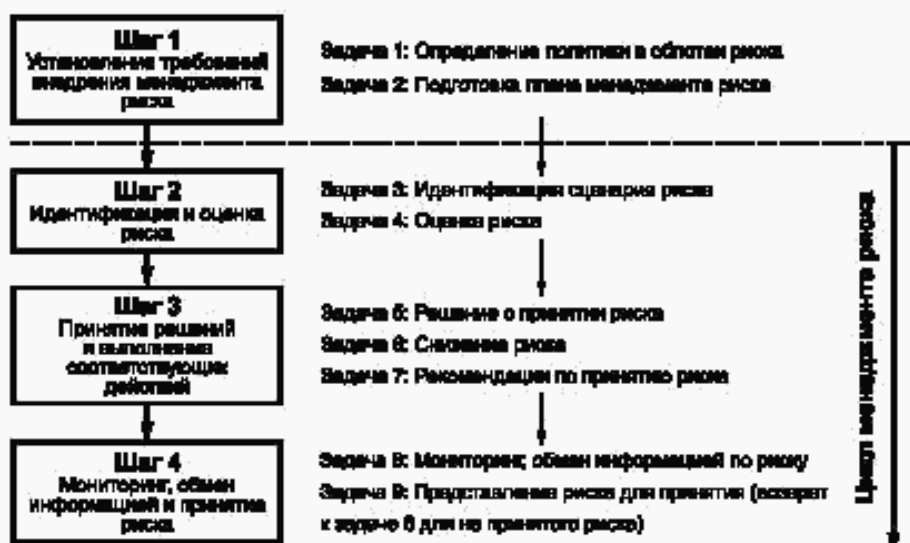 Шаг 1
Установление требований
внедрения менеджмента
риска
Задача 1: Определение политики в области риска
Задача 2: Подготовка плана менеджмента риска
Шаг 2
Идентификация и оценка
риска
Задача 3: Идентификация сценария риска
Задача 4: Оценка риска
Шаг 3
Принятие решений
и выполнение
соответствующих
действий
Задача 5: Решение о принятии риска
Задача 6: Снижение риска
Задача 7: Рекомендации по принятию риска
Шаг 4
Мониторинг, обмен
информацией и принятие
риска
Задача 8: Мониторинг, обмен информацией по риску
Задача 9: Представление риска для принятия (возврат
к задаче 6 для не принятого риска)
Цикл менеджмента риска